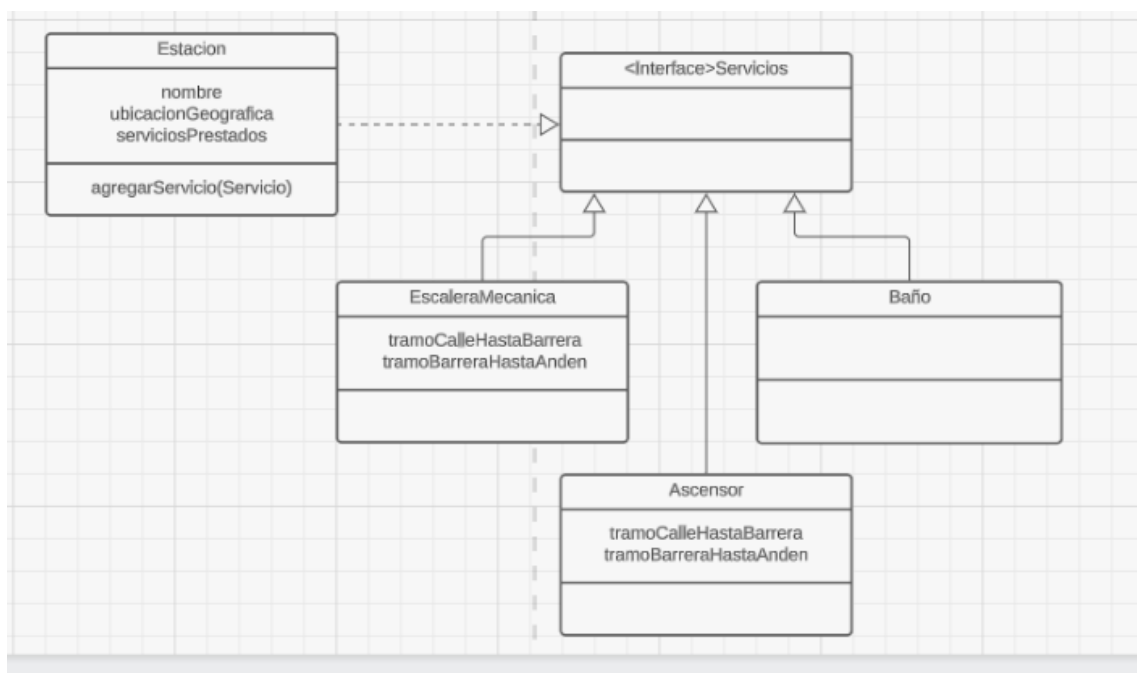 Estacion
nombre
ubicacionGeografica
serviciosPrestados
agregarServicio(Servicio)
<Interface>Servicios
EscaleraMecanica
tramoCalleHastaBarrera
tramoBarreraHastaAnden
Baño
Ascensor
tramoCalleHastaBarrera
tramoBarreraHastaAnden